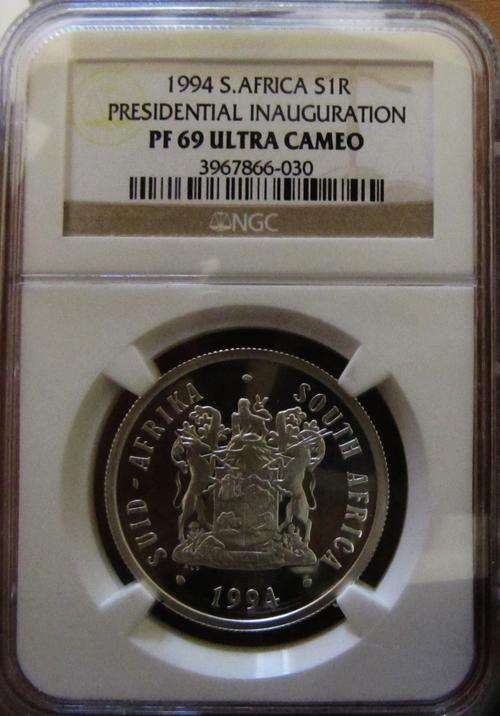 1994 S.AFRICA S1R
PRESIDENTIAL INAUGURATION
PF 69 ULTRA CAMEO
3967866-030
NGC
SUID-AFRIKA
SOUTH AFRICA
1994